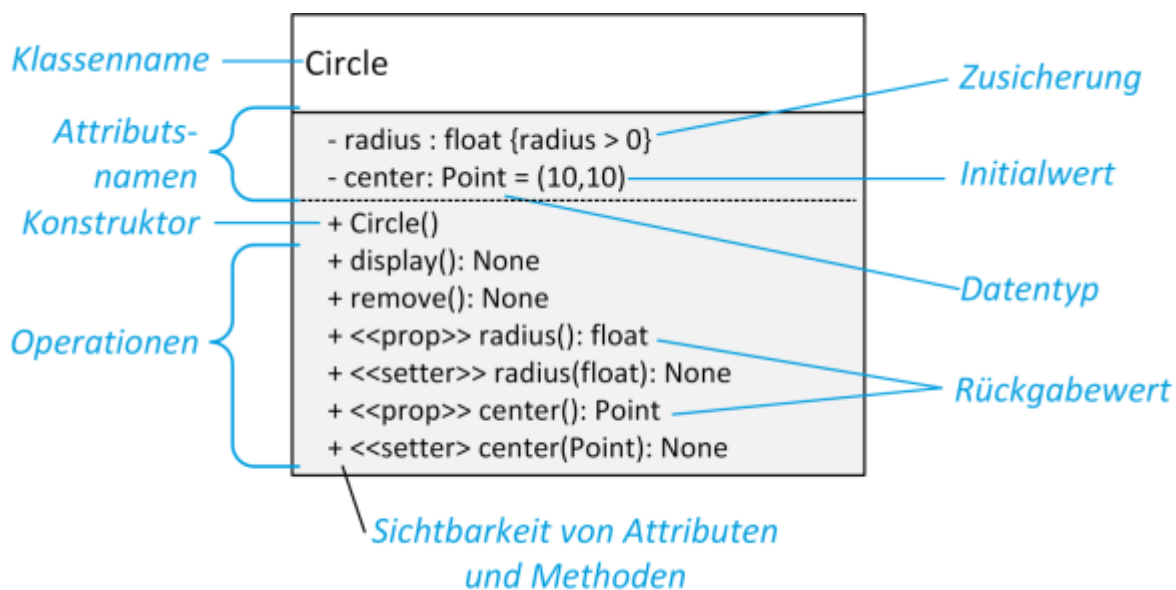 Klassenname
Circle
Zusicherung
Attributs-
namen
- radius : float {radius > 0}
- center: Point = (10,10)
Initialwert
Konstruktor
+ Circle()
+ display(): None
+ remove(): None
Datentyp
Operationen
+ <<prop>> radius(): float
+ <<setter>> radius(float): None
+ <<prop>> center(): Point
+ <<setter> center(Point): None
Rückgabewert
Sichtbarkeit von Attributen
und Methoden